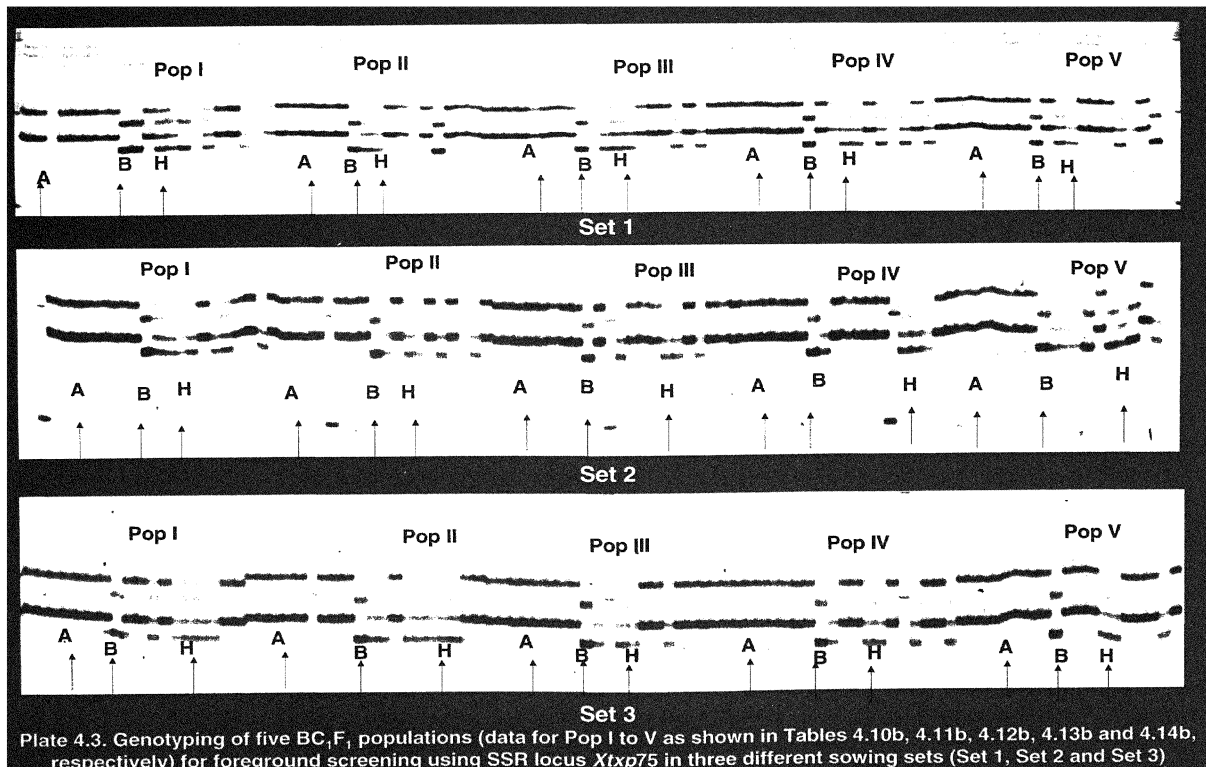 Pop I Pop II Pop III Pop IV Pop V
A B H A B H A B H A B H A B H
Set 1
Pop I Pop II Pop III Pop IV Pop V
A B H A B H A B H A B H A B H
Set 2
Pop I Pop II Pop III Pop IV Pop V
A B H A B H A B H A B H A B H
Set 3
Plate 4.3. Genotyping of five BC₁F₁ populations (data for Pop I to V as shown in Tables 4.10b, 4.11b, 4.12b, 4.13b and 4.14b,
respectively) for foreground screening using SSR locus Xtxp75 in three different sowing sets (Set 1, Set 2 and Set 3)